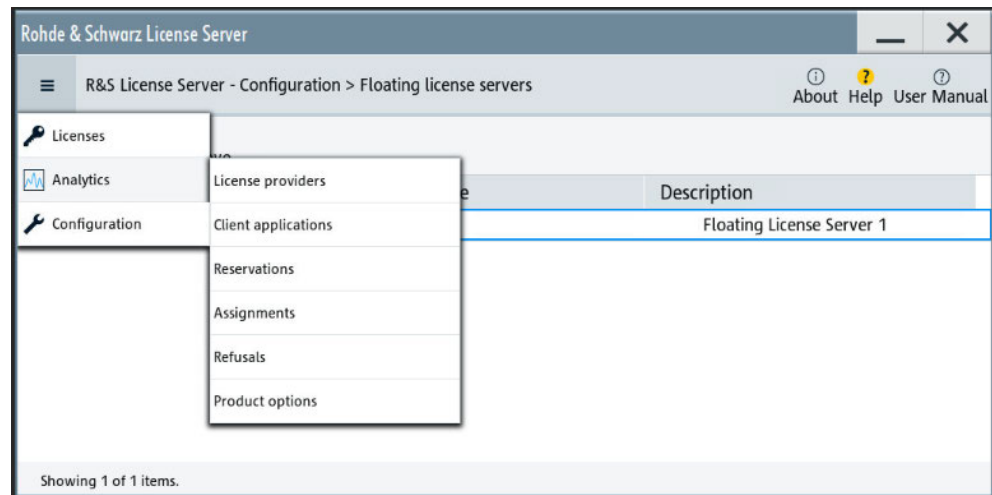 Rohde & Schwarz License Server
R&S License Server - Configuration > Floating license servers
About Help User Manual
Licenses
Analytics
Configuration
License providers
Client applications
Reservations
Assignments
Refusals
Product options
Description
Floating License Server 1
Showing 1 of 1 items.